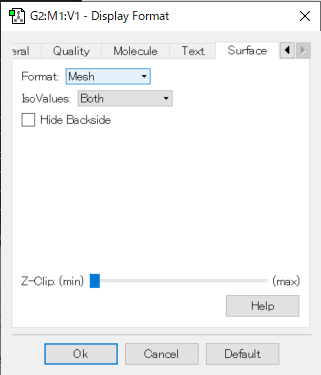 G2:M1:V1 - Display Format
eral Quality Molecule Text Surface
Format: Mesh
IsoValues: Both
Hide Backside
Z-Clip: (min) (max)
Help
Ok Cancel Default